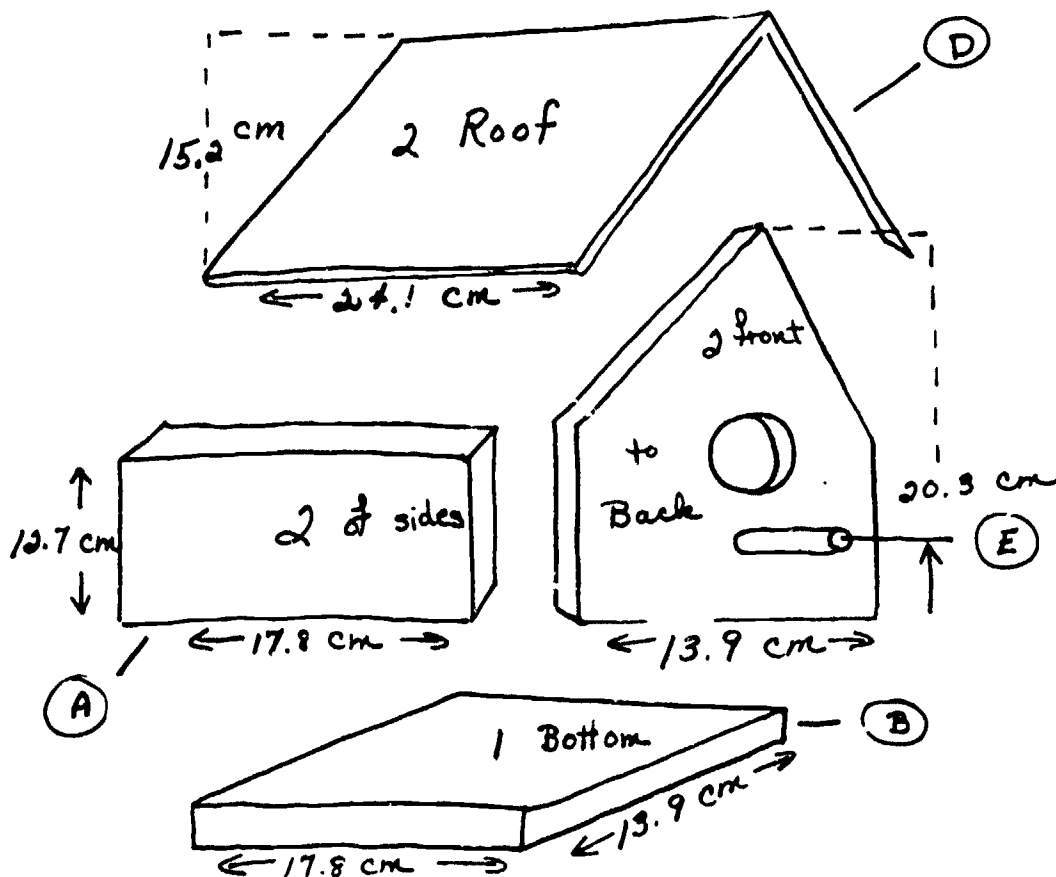 D
15.2 cm
2 Roof
24.1 cm
2 front
to
Back
20.3 cm
E
12.7 cm
2 of sides
17.8 cm
13.9 cm
A
1 Bottom
B
13.9 cm
17.8 cm